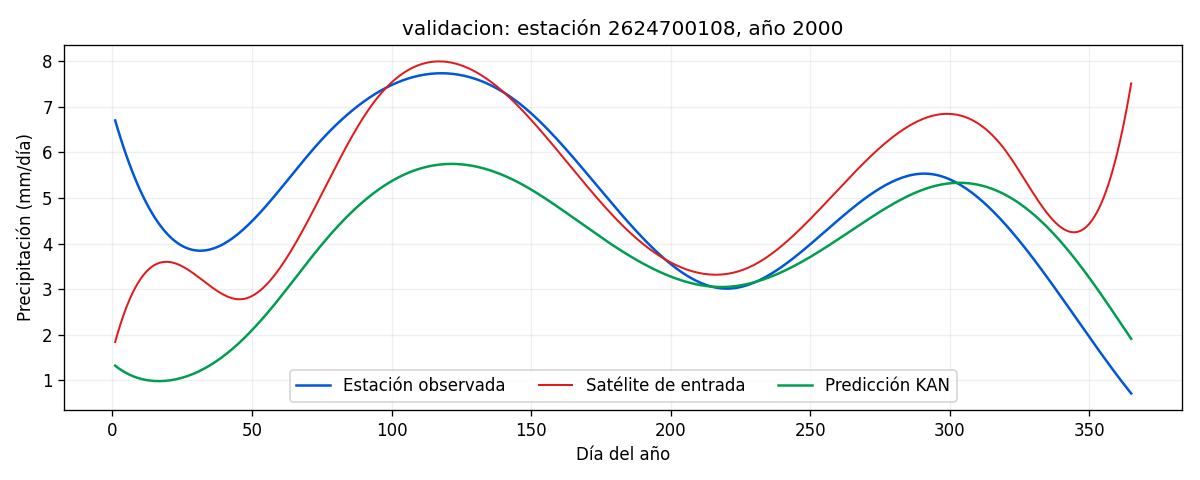 validacion: estación 2624700108, año 2000
Precipitación (mm/día)
8
7
6
5
4
3
2
1
Estación observada
Satélite de entrada
Predicción KAN
0 50 100 150 200 250 300 350
Día del año